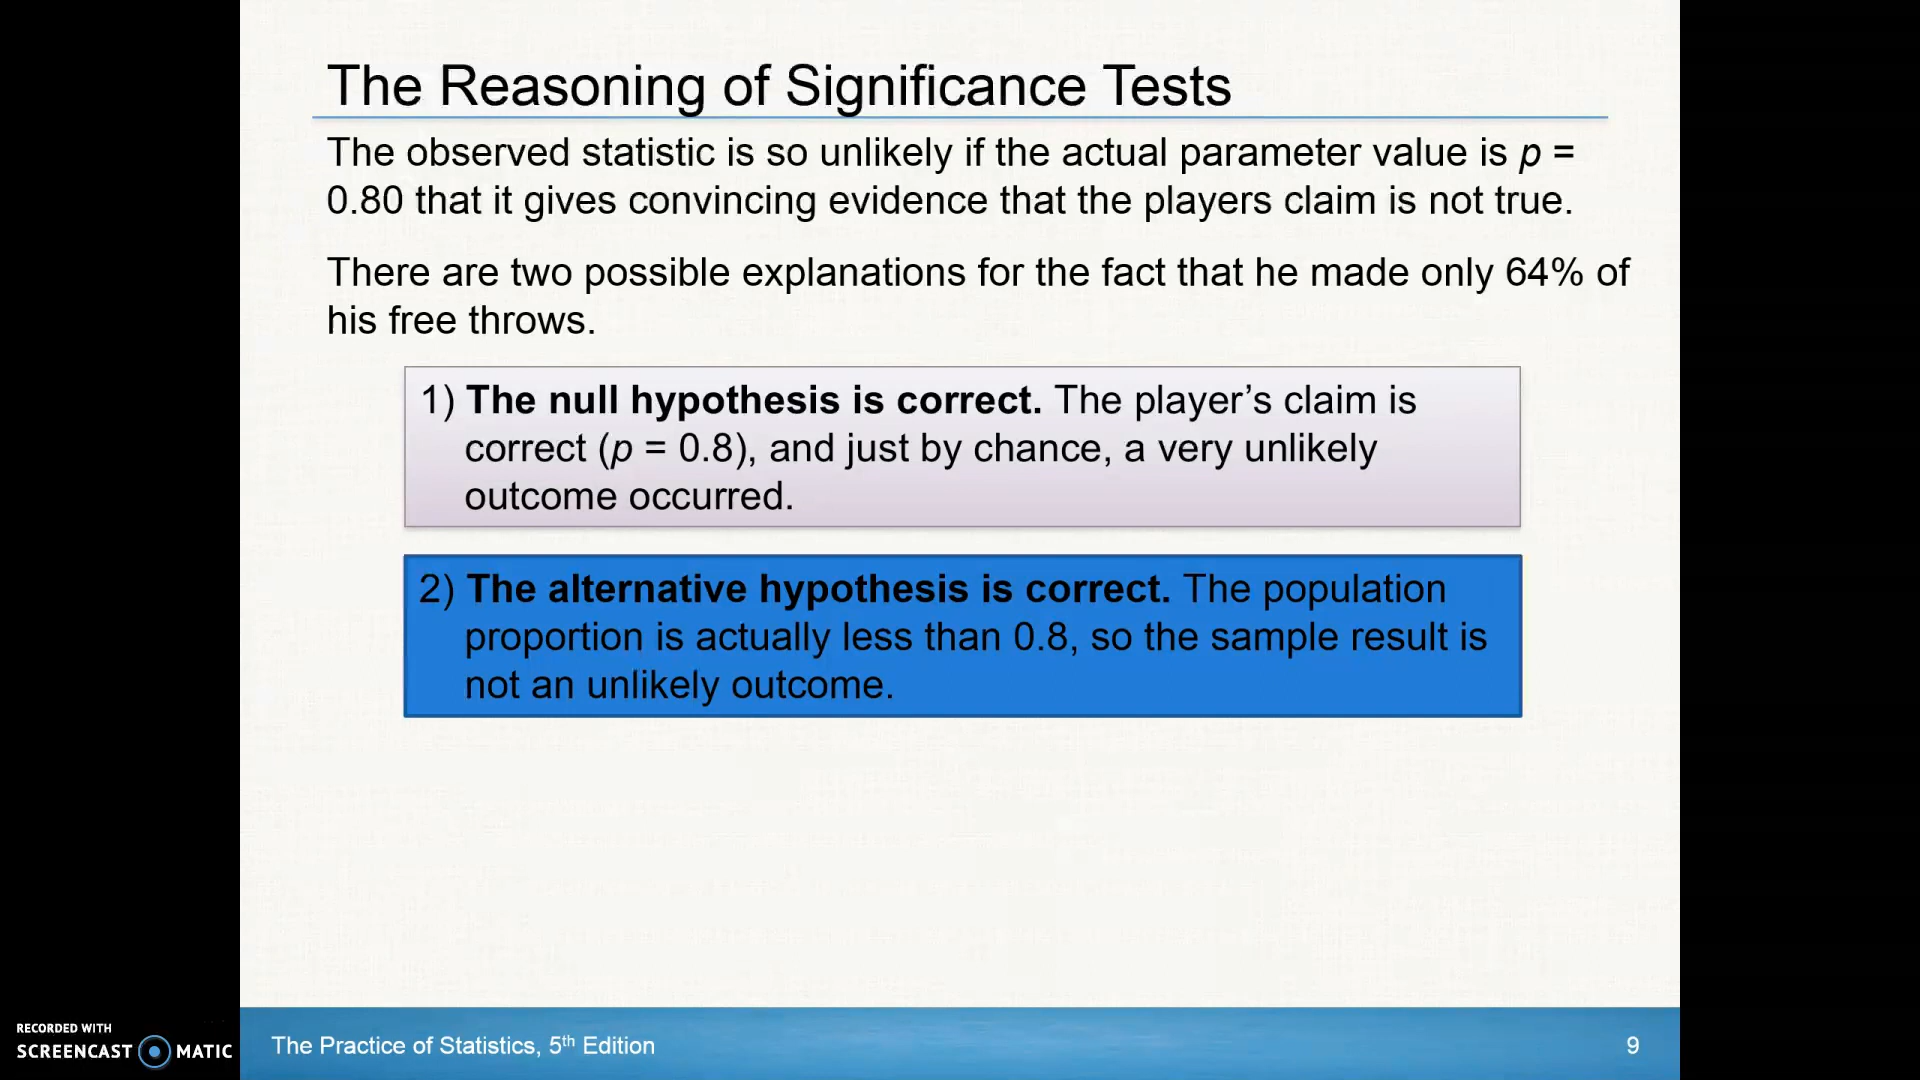 The Reasoning of Significance Tests
The observed statistic is so unlikely if the actual parameter value is p =
0.80 that it gives convincing evidence that the players claim is not true.
There are two possible explanations for the fact that he made only 64% of
his free throws.
1) The null hypothesis is correct. The player’s claim is
correct (p = 0.8), and just by chance, a very unlikely
outcome occurred.
2) The alternative hypothesis is correct. The population
proportion is actually less than 0.8, so the sample result is
not an unlikely outcome.
RECORDED WITH
SCREENCAST MATIC
The Practice of Statistics, 5th Edition
9